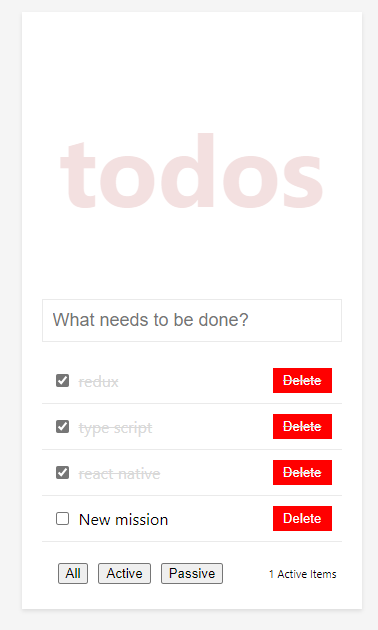 todos
What needs to be done?
redux Delete
type script Delete
react native Delete
New mission Delete
All Active Passive 1 Active Items